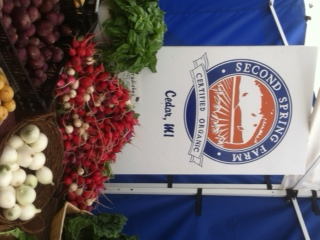 SECOND SPRING FARM
CERTIFIED ORGANIC
Cedar, MI